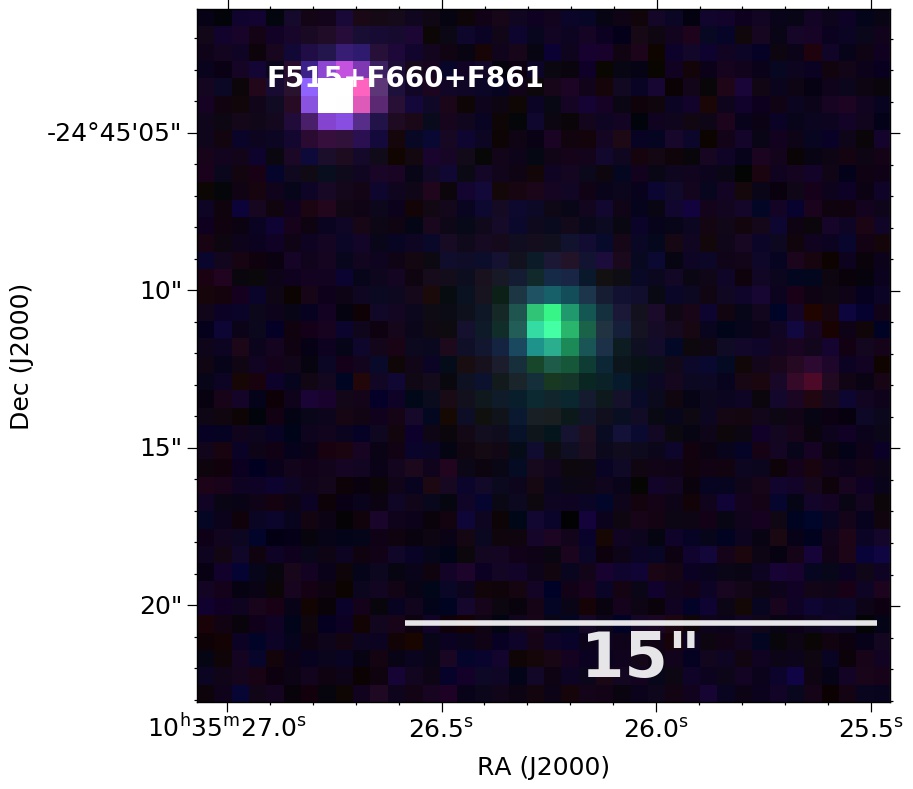 F515+F660+F861
-24°45'05"
10"
15"
20"
Dec (J2000)
15"
10ʰ35ᵐ27.0ˢ 26.5ˢ 26.0ˢ 25.5ˢ
RA (J2000)